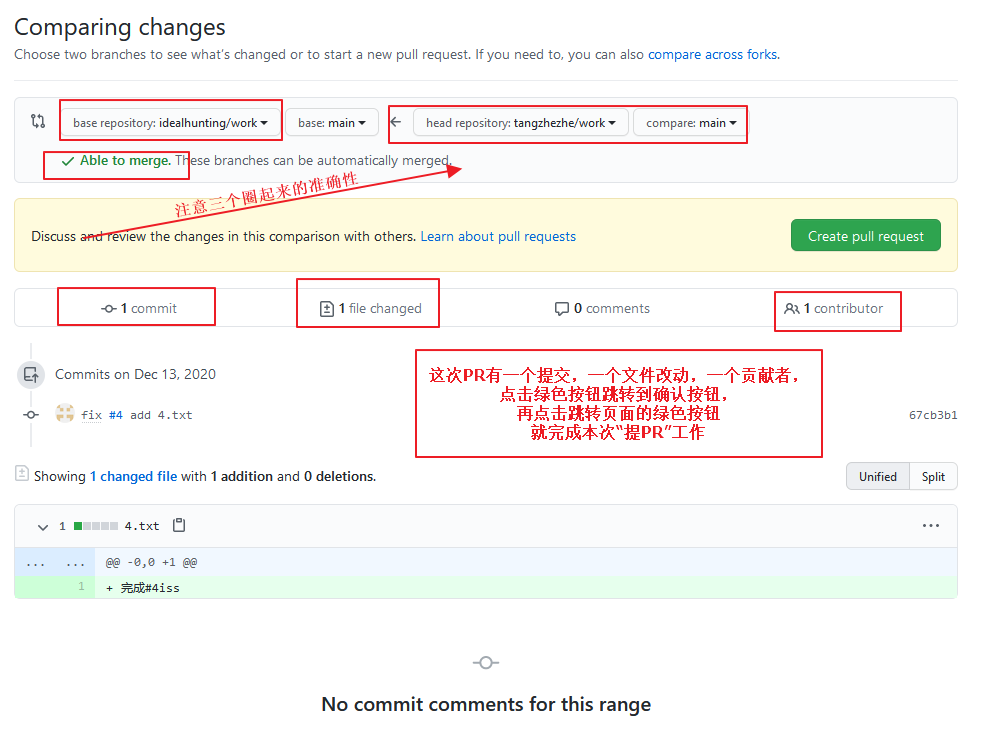 Comparing changes
Choose two branches to see what's changed or to start a new pull request. If you need to, you can also compare across forks.
base repository: idealhunting/work base: main head repository: tangzhezhe/work compare: main
Able to merge. These branches can be automatically merged.
注意三个圈起来的准确性
Discuss and review the changes in this comparison with others. Learn about pull requests
Create pull request
1 commit 1 file changed 0 comments 1 contributor
这次PR有一个提交，一个文件改动，一个贡献者，
点击绿色按钮跳转到确认按钮，
再点击跳转页面的绿色按钮
就完成本次“提PR”工作
Commits on Dec 13, 2020
fix #4 add 4.txt 67cb3b1
Showing 1 changed file with 1 addition and 0 deletions.
Unified Split
1 4.txt
... ... @@ -0,0 +1 @@
1 + 完成#4iss
No commit comments for this range